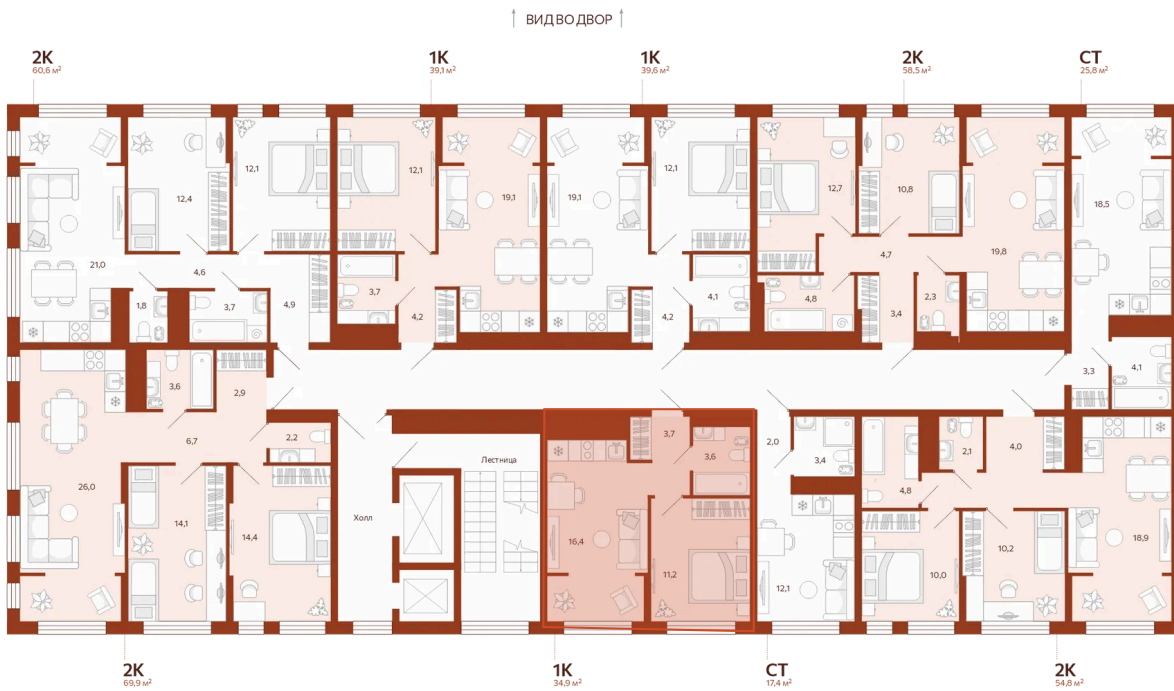 ВИД ВО ДВОР
2К
60,6 м²
1К
39,1 м²
1К
39,6 м²
2К
58,5 м²
СТ
25,8 м²
12,4
12,1
12,1
19,1
19,1
12,1
12,7
10,8
18,5
21,0
4,6
4,7
19,8
1,8
3,7
4,9
3,7
4,2
4,2
4,1
4,8
3,4
2,3
3,6
2,9
3,3
4,1
6,7
2,2
3,7
3,6
2,0
3,4
2,1
4,0
Лестница
26,0
14,1
14,4
Холл
16,4
11,2
12,1
4,8
10,0
10,2
18,9
2К
69,9 м²
1К
34,9 м²
СТ
17,4 м²
2К
54,8 м²